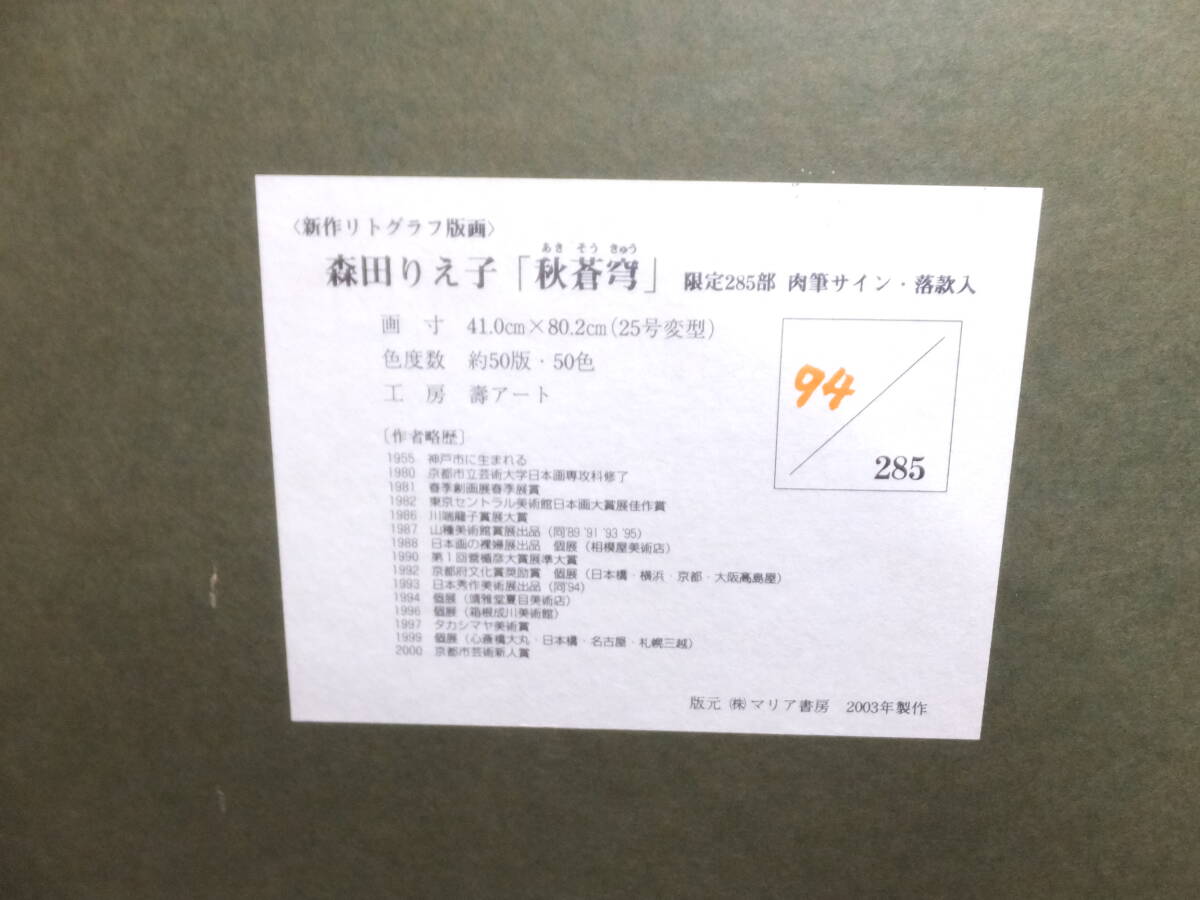 〈新作リトグラフ版画〉
あき そう きゅう
森田りえ子「秋蒼穹」 限定285部 肉筆サイン・落款入
画 寸 41.0cm×80.2cm(25号変型)
色度数 約50版・50色
工 房 壽アート
94
285
〔作者略歴〕
1955 神戸市に生まれる
1980 京都市立芸術大学日本画専攻科修了
1981 春季創画展春季展賞
1982 東京セントラル美術館日本画大賞展佳作賞
1986 川端龍子賞展大賞
1987 山種美術館賞展出品(同'89 '91 '93 '95)
1988 日本画の裸婦展出品 個展(相模屋美術店)
1990 第1回菅楯彦大賞展準大賞
1992 京都府文化賞奨励賞 個展(日本橋・横浜・京都・大阪髙島屋)
1993 日本秀作美術展出品(同'94)
1994 個展(晴雅堂夏目美術店)
1996 個展(箱根成川美術館)
1997 タカシマヤ美術賞
1999 個展(心斎橋大丸・日本橋・名古屋・札幌三越)
2000 京都市芸術新人賞
版元 ㈱マリア書房 2003年製作